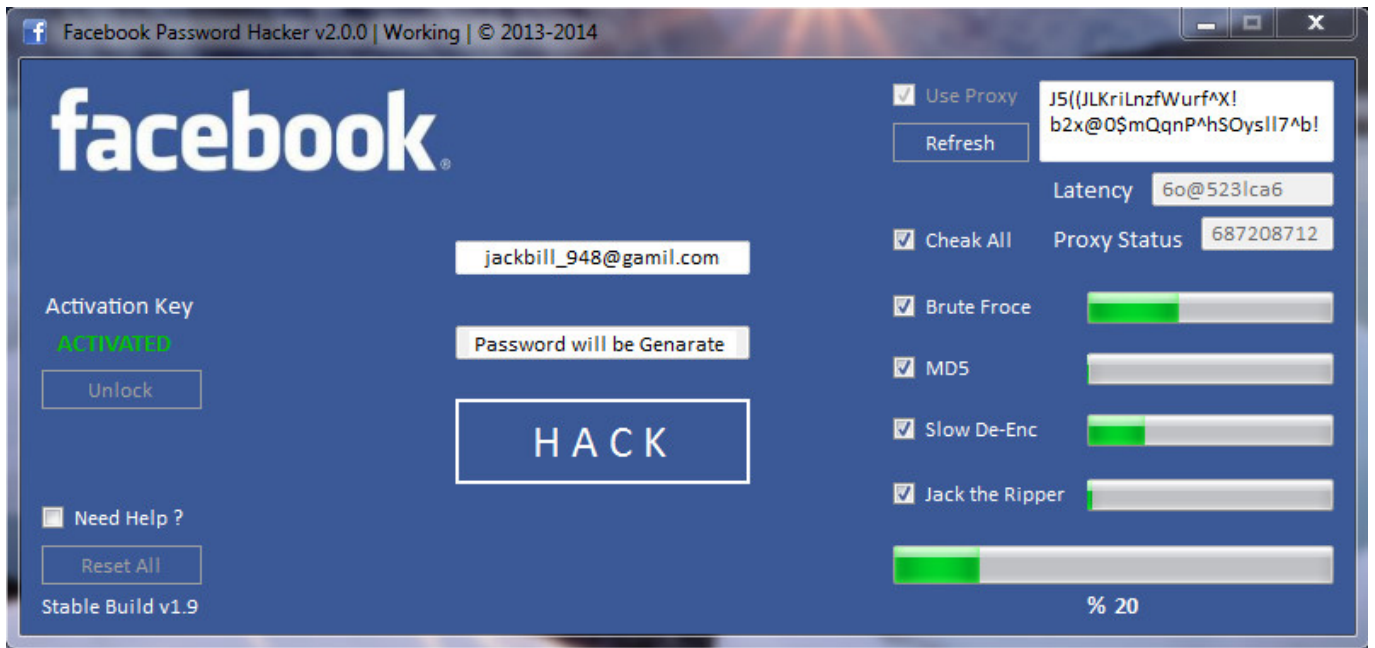 Facebook Password Hacker v2.0.0 | Working | © 2013-2014
facebook®
Use Proxy
J5((JLKriLnzfWurf^X!
b2x@0$mQqnP^hSOysll7^b!
Refresh
Latency 6o@523lca6
Cheak All
Proxy Status 687208712
jackbill_948@gamil.com
Activation Key
ACTIVATED
Unlock
Password will be Genarate
HACK
Brute Froce
MD5
Slow De-Enc
Jack the Ripper
Need Help ?
Reset All
Stable Build v1.9
% 20